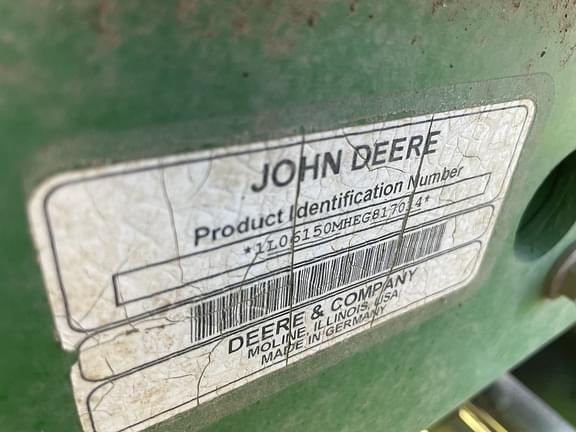 JOHN DEERE
Product Identification Number
*1L06150MHEG817014*
DEERE & COMPANY
MOLINE, ILLINOIS, USA
MADE IN GERMANY